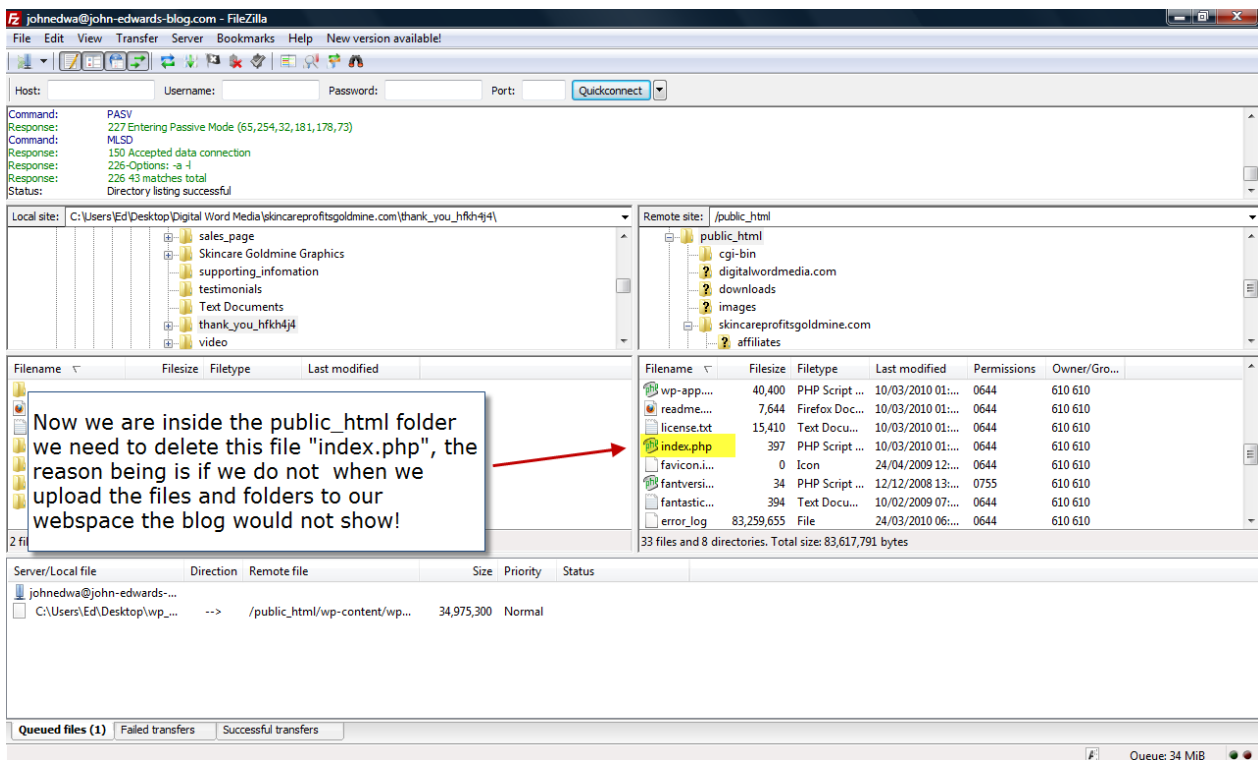 johnedwa@john-edwards-blog.com - FileZilla
File Edit View Transfer Server Bookmarks Help New version available!
Host: Username: Password: Port: Quickconnect
Command: PASV
Response: 227 Entering Passive Mode (65,254,32,181,178,73)
Command: MLSD
Response: 150 Accepted data connection
Response: 226-Options: -a -l
Response: 226 43 matches total
Status: Directory listing successful
Local site: C:\Users\Ed\Desktop\Digital Word Media\skincareprofitsgoldmine.com\thank_you_hfkh4j4\
sales_page
Skincare Goldmine Graphics
supporting_infomation
testimonials
Text Documents
thank_you_hfkh4j4
video
Remote site: /public_html
public_html
cgi-bin
digitalwordmedia.com
downloads
images
skincareprofitsgoldmine.com
affiliates
Filename Filesize Filetype Last modified
Now we are inside the public_html folder
we need to delete this file "index.php", the
reason being is if we do not when we
upload the files and folders to our
webspace the blog would not show!
2 fil
Filename Filesize Filetype Last modified Permissions Owner/Gro...
wp-app.... 40,400 PHP Script ... 10/03/2010 01:... 0644 610 610
readme.... 7,644 Firefox Doc... 10/03/2010 01:... 0644 610 610
license.txt 15,410 Text Docu... 10/03/2010 01:... 0644 610 610
index.php 397 PHP Script ... 10/03/2010 01:... 0644 610 610
favicon.i... 0 Icon 24/04/2009 12:... 0644 610 610
fantversi... 34 PHP Script ... 12/12/2008 13:... 0755 610 610
fantastic... 394 Text Docu... 10/02/2009 07:... 0644 610 610
error_log 83,259,655 File 24/03/2010 06:... 0644 610 610
33 files and 8 directories. Total size: 83,617,791 bytes
Server/Local file Direction Remote file Size Priority Status
johnedwa@john-edwards-...
C:\Users\Ed\Desktop\wp_... --> /public_html/wp-content/wp... 34,975,300 Normal
Queued files (1) Failed transfers Successful transfers
Queue: 34 MiB